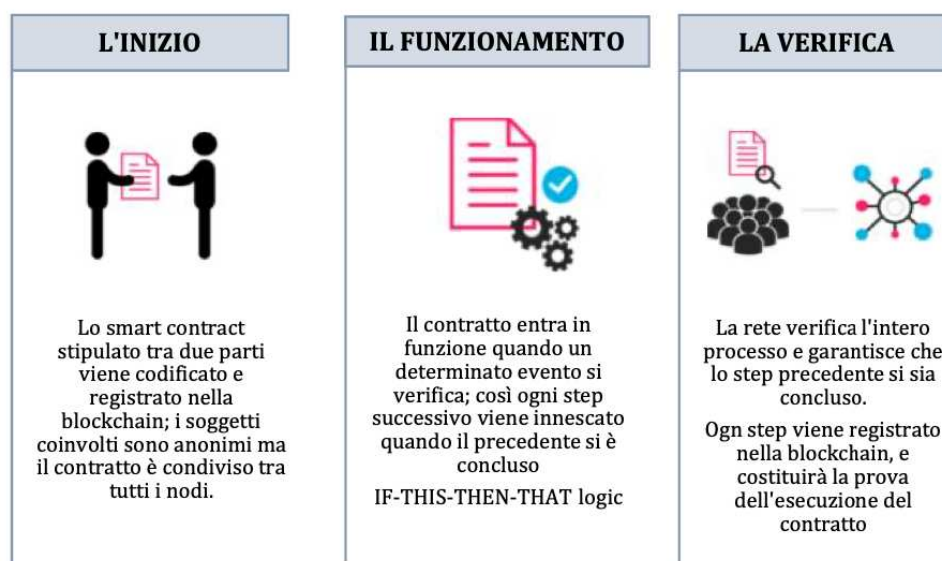 L'INIZIO
Lo smart contract
stipulato tra due parti
viene codificato e
registrato nella
blockchain; i soggetti
coinvolti sono anonimi ma
il contratto è condiviso tra
tutti i nodi.
IL FUNZIONAMENTO
Il contratto entra in
funzione quando un
determinato evento si
verifica; così ogni step
successivo viene innescato
quando il precedente si è
concluso
IF-THIS-THEN-THAT logic
LA VERIFICA
La rete verifica l'intero
processo e garantisce che
lo step precedente si sia
concluso.
Ogn step viene registrato
nella blockchain, e
costituirà la prova
dell'esecuzione del
contratto